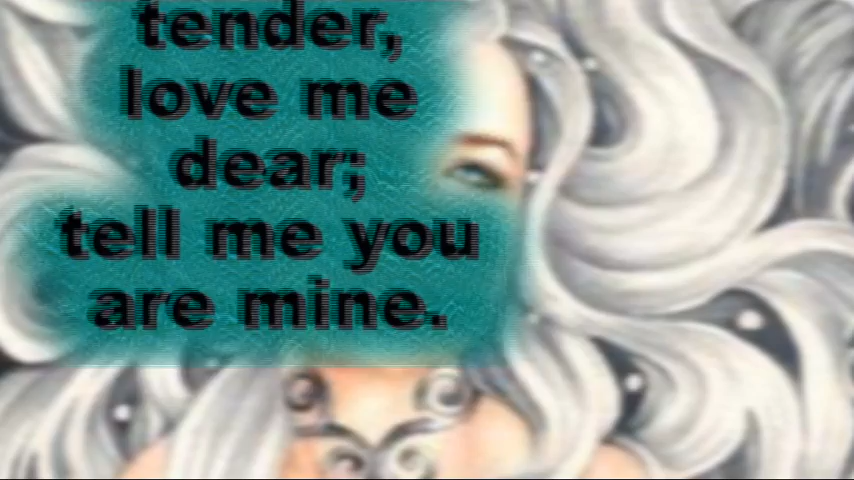 tender,
love me
dear;
tell me you
are mine.